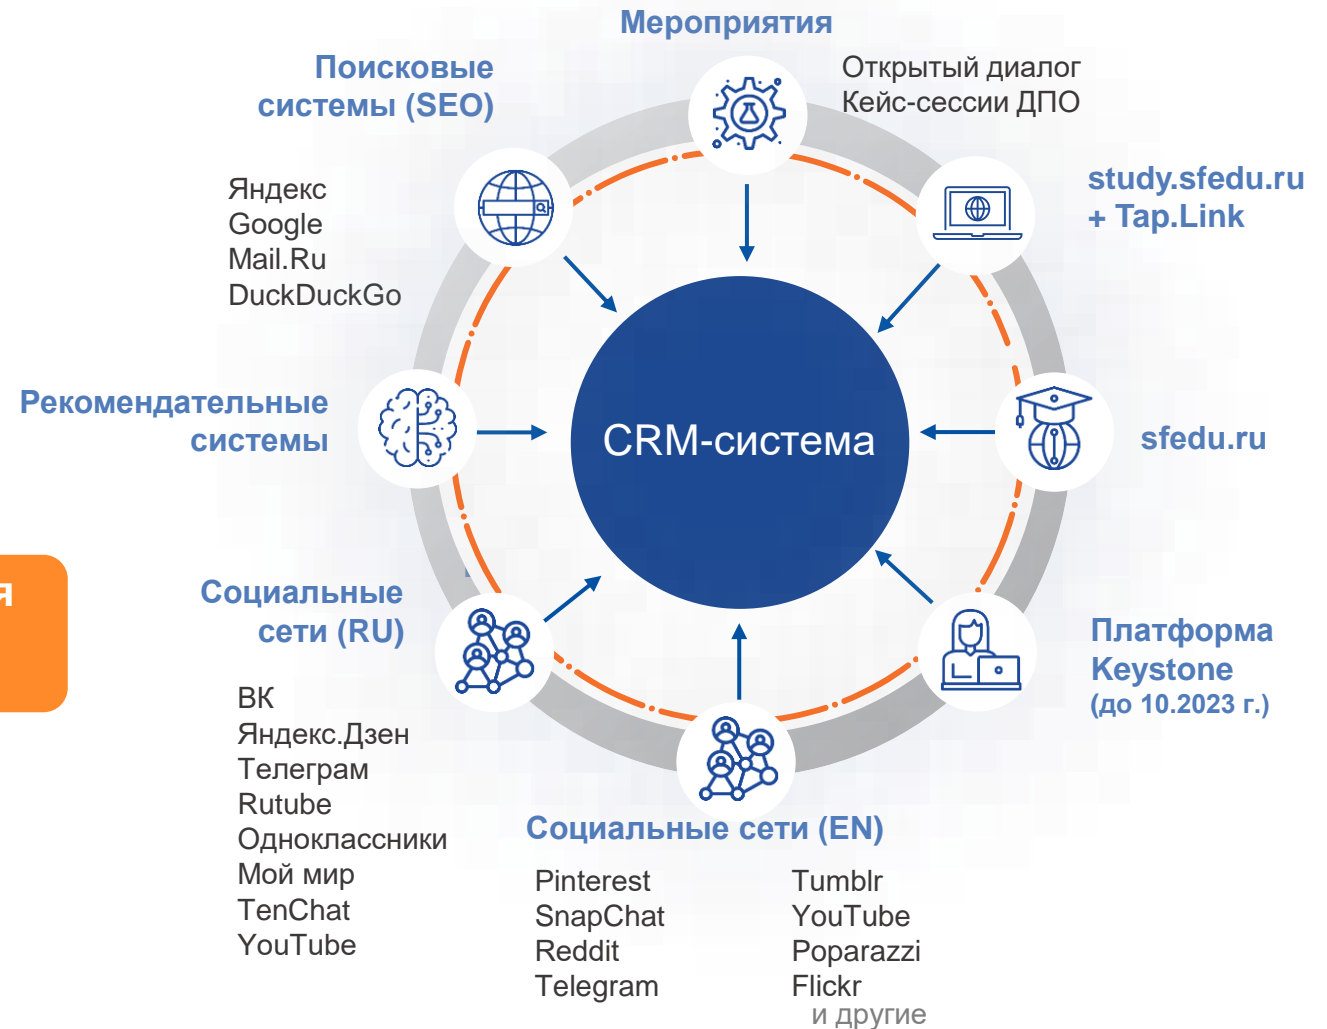 Мероприятия
Открытый диалог
Кейс-сессии ДПО
Поисковые
системы (SEO)
Яндекс
Google
Mail.Ru
DuckDuckGo
study.sfedu.ru
+ Tap.Link
Рекомендательные
системы
CRM-система
sfedu.ru
я
Социальные
сети (RU)
ВК
Яндекс.Дзен
Телеграм
Rutube
Одноклассники
Мой мир
TenChat
YouTube
Платформа
Keystone
(до 10.2023 г.)
Социальные сети (EN)
Pinterest
SnapChat
Reddit
Telegram
Tumblr
YouTube
Poparazzi
Flickr
и другие